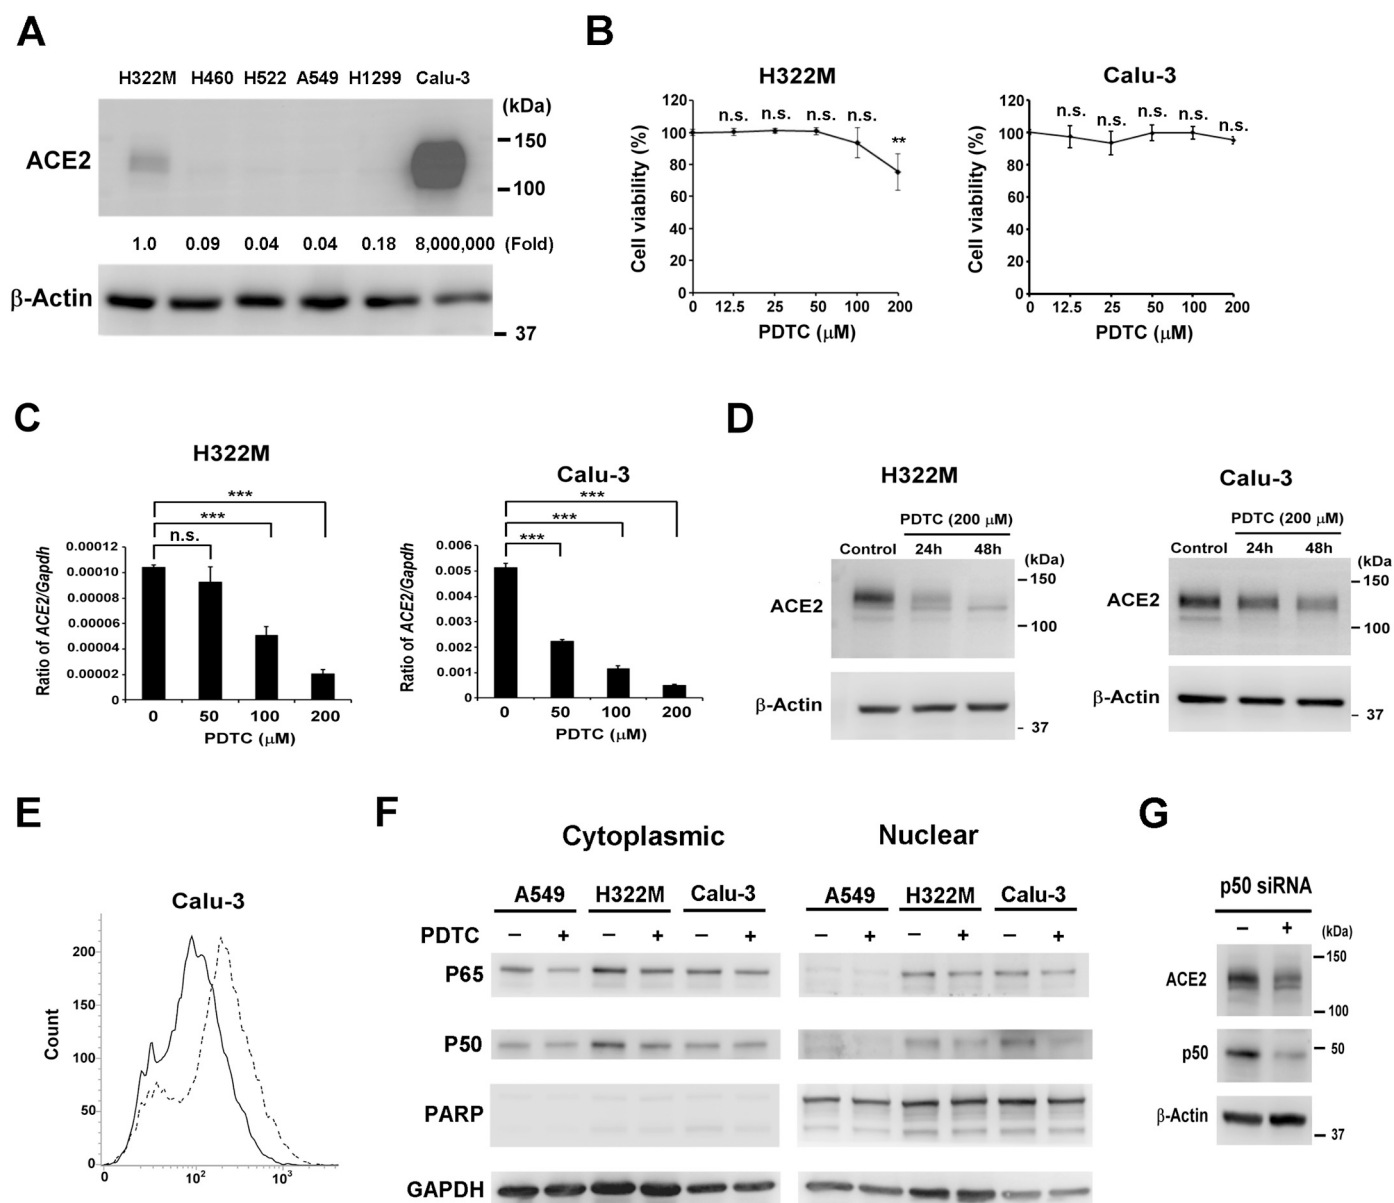 A
H322M H460 H522 A549 H1299 Calu-3
(kDa)
ACE2
150
100
1.0 0.09 0.04 0.04 0.18 8,000,000 (Fold)
β-Actin
37
B
H322M
Cell viability (%)
120
100
80
60
40
20
0
n.s. n.s. n.s. n.s. **
0 12.5 25 50 100 200
PDTC (μM)
Calu-3
Cell viability (%)
120
100
80
60
40
20
0
n.s. n.s. n.s. n.s. n.s.
0 12.5 25 50 100 200
PDTC (μM)
C
H322M
***
***
n.s.
Ratio of ACE2/Gapdh
0.00012
0.00010
0.00008
0.00006
0.00004
0.00002
0
0 50 100 200
PDTC (μM)
Calu-3
***
***
***
Ratio of ACE2/Gapdh
0.006
0.005
0.004
0.003
0.002
0.001
0
0 50 100 200
PDTC (μM)
D
H322M
PDTC (200 μM)
Control 24h 48h
(kDa)
ACE2
150
100
β-Actin
37
Calu-3
PDTC (200 μM)
Control 24h 48h
(kDa
ACE2
150
100
β-Actin
37
E
Calu-3
Count
200
150
100
50
0
0 10² 10³
F
Cytoplasmic Nuclear
A549 H322M Calu-3 A549 H322M Calu-3
PDTC − + − + − + − + − + − +
P65
P50
PARP
GAPDH
G
p50 siRNA
− + (kDa)
ACE2
150
100
p50
50
β-Actin
37